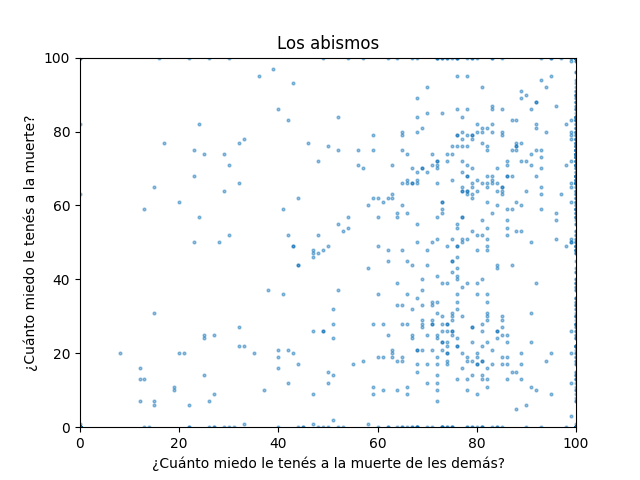 Los abismos
¿Cuánto miedo le tenés a la muerte?
100
80
60
40
20
0
0 20 40 60 80 100
¿Cuánto miedo le tenés a la muerte de les demás?